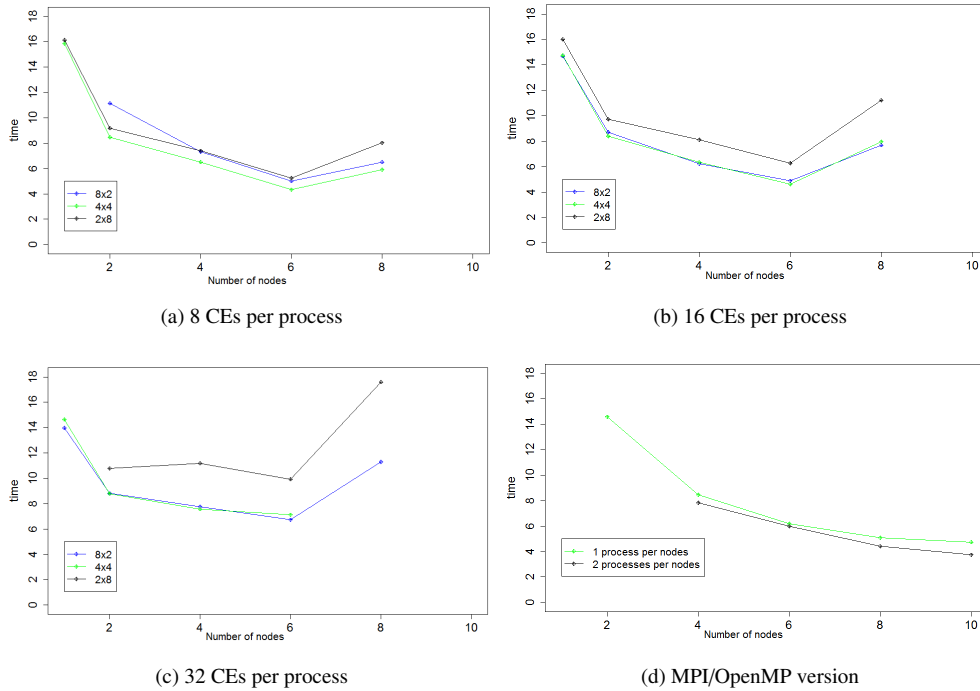 18
16
14
12
10
8
6
4
2
0
time
8x2
4x4
2x8
2 4 6 8 10
Number of nodes
(a) 8 CEs per process
18
16
14
12
10
8
6
4
2
0
time
8x2
4x4
2x8
2 4 6 8 10
Number of nodes
(b) 16 CEs per process
18
16
14
12
10
8
6
4
2
0
time
8x2
4x4
2x8
2 4 6 8 10
Number of nodes
(c) 32 CEs per process
18
16
14
12
10
8
6
4
2
0
time
1 process per nodes
2 processes per nodes
2 4 6 8 10
Number of nodes
(d) MPI/OpenMP version